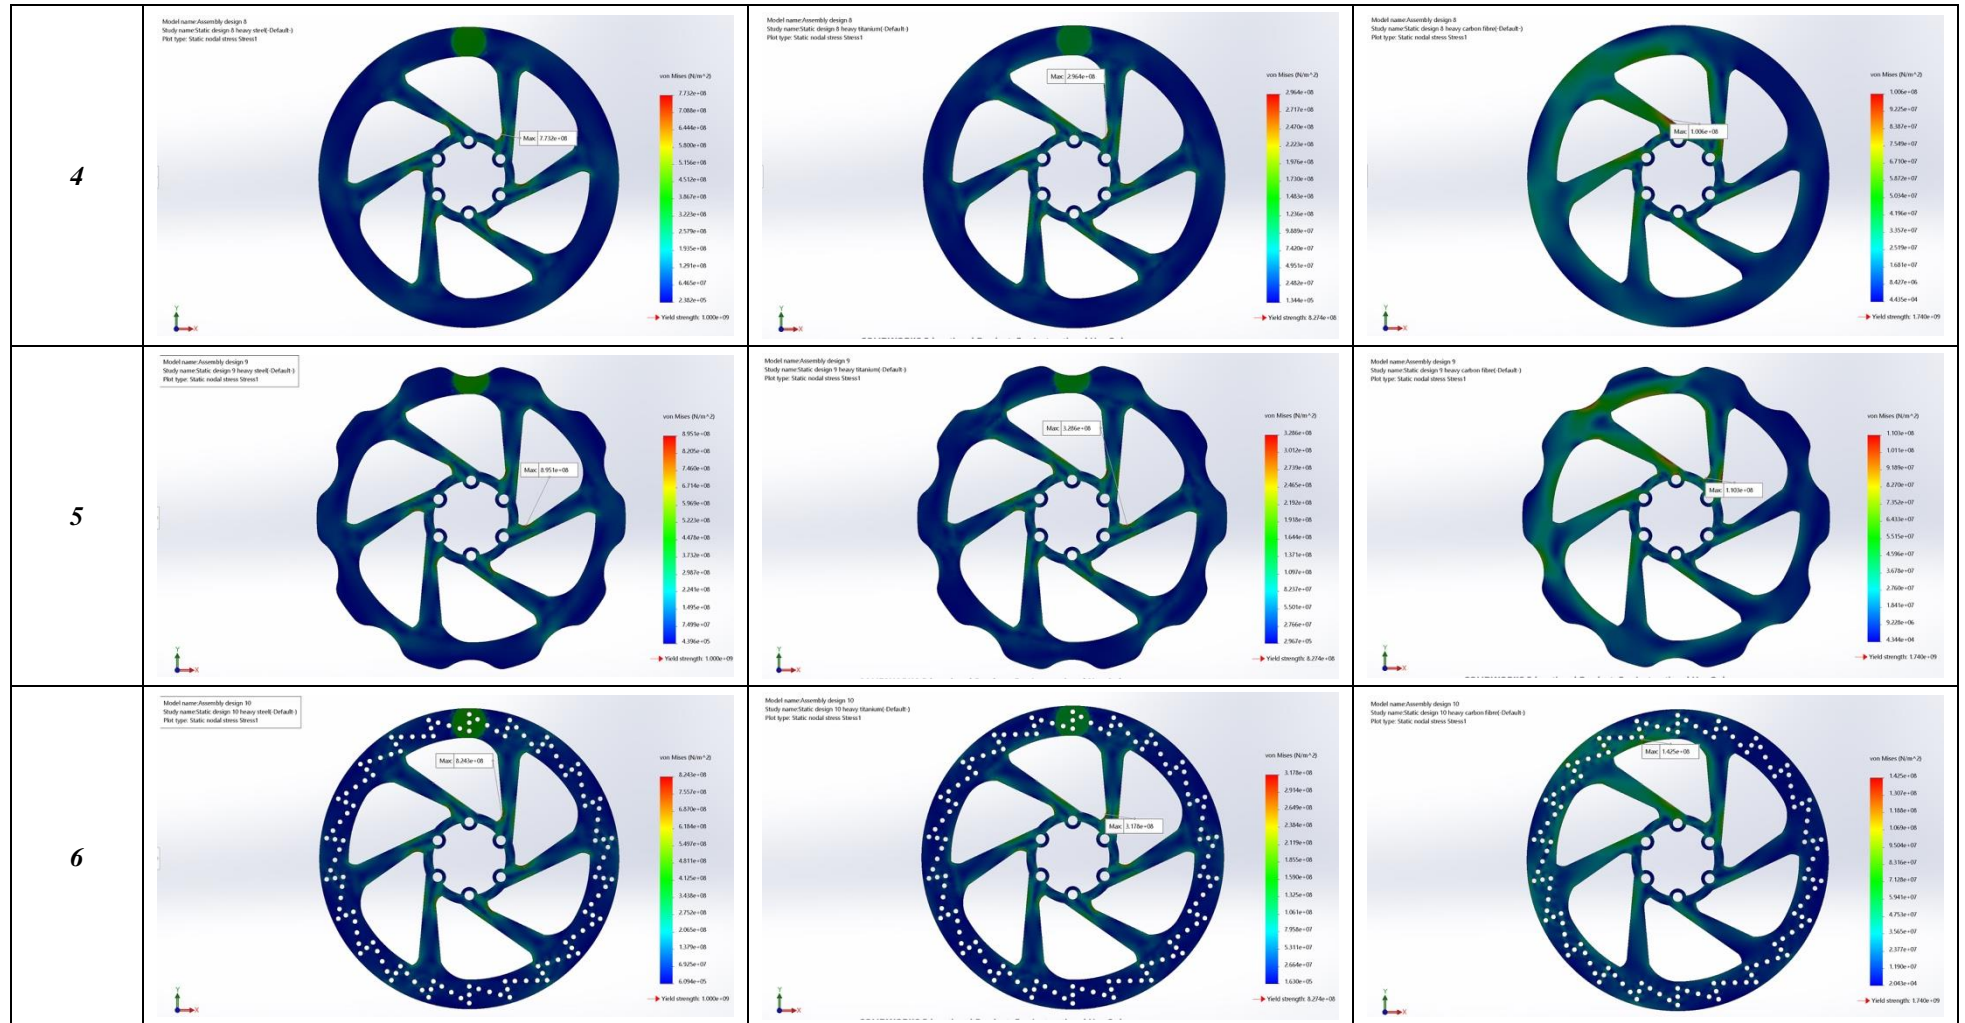 4
Model name:Assembly design 8
Study name:Static design 8 heavy steel(-Default-)
Plot type: Static nodal stress Stress1
von Mises (N/m^2)
7.732e+08
7.088e+08
6.444e+08
5.800e+08
5.156e+08
4.512e+08
3.867e+08
3.223e+08
2.579e+08
1.935e+08
1.291e+08
6.465e+07
2.382e+05
Yield strength: 1.000e+09
Max: 7.732e+08
Y
X
Model name:Assembly design 8
Study name:Static design 8 heavy titanium(-Default-)
Plot type: Static nodal stress Stress1
von Mises (N/m^2)
2.964e+08
2.717e+08
2.470e+08
2.223e+08
1.976e+08
1.730e+08
1.483e+08
1.236e+08
9.889e+07
7.420e+07
4.951e+07
2.482e+07
1.344e+05
Yield strength: 8.274e+08
Max: 2.964e+08
Y
X
Model name:Assembly design 8
Study name:Static design 8 heavy carbon fibre(-Default-)
Plot type: Static nodal stress Stress1
von Mises (N/m^2)
1.006e+08
9.225e+07
8.387e+07
7.549e+07
6.710e+07
5.872e+07
5.034e+07
4.196e+07
3.357e+07
2.519e+07
1.681e+07
8.427e+06
4.435e+04
Yield strength: 1.740e+09
Max: 1.006e+08
Y
X
5
Model name:Assembly design 9
Study name:Static design 9 heavy steel(-Default-)
Plot type: Static nodal stress Stress1
von Mises (N/m^2)
8.951e+08
8.205e+08
7.460e+08
6.714e+08
5.969e+08
5.223e+08
4.478e+08
3.732e+08
2.987e+08
2.241e+08
1.495e+08
7.499e+07
4.396e+05
Yield strength: 1.000e+09
Max: 8.951e+08
Y
X
Model name:Assembly design 9
Study name:Static design 9 heavy titanium(-Default-)
Plot type: Static nodal stress Stress1
von Mises (N/m^2)
3.286e+08
3.012e+08
2.739e+08
2.465e+08
2.192e+08
1.918e+08
1.644e+08
1.371e+08
1.097e+08
8.237e+07
5.501e+07
2.766e+07
2.967e+05
Yield strength: 8.274e+08
Max: 3.286e+08
Y
X
Model name:Assembly design 9
Study name:Static design 9 heavy carbon fibre(-Default-)
Plot type: Static nodal stress Stress1
von Mises (N/m^2)
1.103e+08
1.011e+08
9.189e+07
8.270e+07
7.352e+07
6.433e+07
5.515e+07
4.596e+07
3.678e+07
2.760e+07
1.841e+07
9.228e+06
4.344e+04
Yield strength: 1.740e+09
Max: 1.103e+08
Y
X
6
Model name:Assembly design 10
Study name:Static design 10 heavy steel(-Default-)
Plot type: Static nodal stress Stress1
von Mises (N/m^2)
8.243e+08
7.557e+08
6.870e+08
6.184e+08
5.497e+08
4.811e+08
4.125e+08
3.438e+08
2.752e+08
2.065e+08
1.379e+08
6.925e+07
6.094e+05
Yield strength: 1.000e+09
Max: 8.243e+08
Y
X
Model name:Assembly design 10
Study name:Static design 10 heavy titanium(-Default-)
Plot type: Static nodal stress Stress1
von Mises (N/m^2)
3.178e+08
2.914e+08
2.649e+08
2.384e+08
2.119e+08
1.855e+08
1.590e+08
1.325e+08
1.061e+08
7.958e+07
5.311e+07
2.664e+07
1.630e+05
Yield strength: 8.274e+08
Max: 3.178e+08
Y
X
Model name:Assembly design 10
Study name:Static design 10 heavy carbon fibre(-Default-)
Plot type: Static nodal stress Stress1
von Mises (N/m^2)
1.425e+08
1.307e+08
1.188e+08
1.069e+08
9.504e+07
8.316e+07
7.128e+07
5.941e+07
4.753e+07
3.565e+07
2.377e+07
1.190e+07
2.043e+04
Yield strength: 1.740e+09
Max: 1.425e+08
Y
X